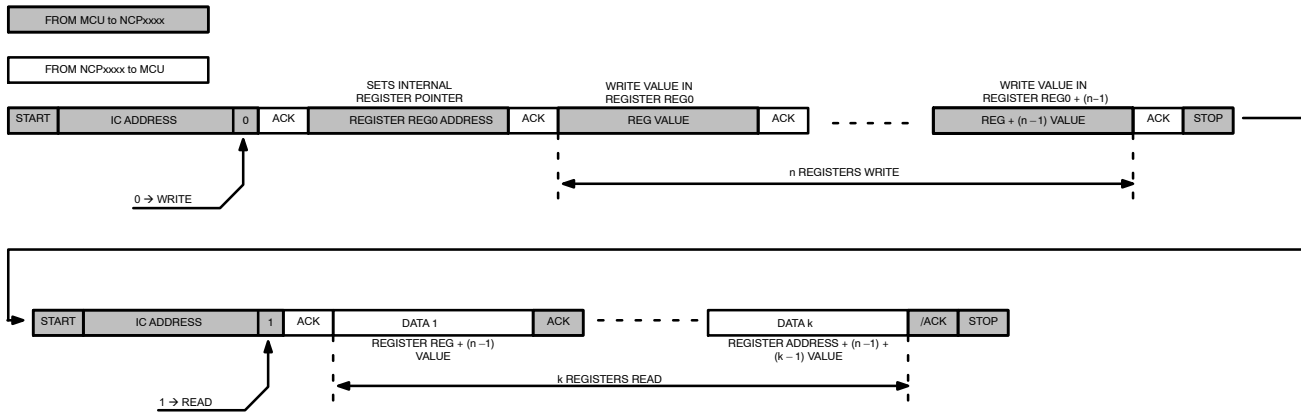 FROM MCU to NCPxxxx
FROM NCPxxxx to MCU
SETS INTERNAL
REGISTER POINTER
WRITE VALUE IN
REGISTER REG0
WRITE VALUE IN
REGISTER REG0 + (n−1)
START IC ADDRESS 0 ACK REGISTER REG0 ADDRESS ACK REG VALUE ACK REG + (n −1) VALUE ACK STOP
n REGISTERS WRITE
0 → WRITE
START IC ADDRESS 1 ACK DATA 1 ACK DATA k /ACK STOP
REGISTER REG + (n −1)
VALUE
REGISTER ADDRESS + (n−1) +
(k − 1) VALUE
k REGISTERS READ
1 → READ